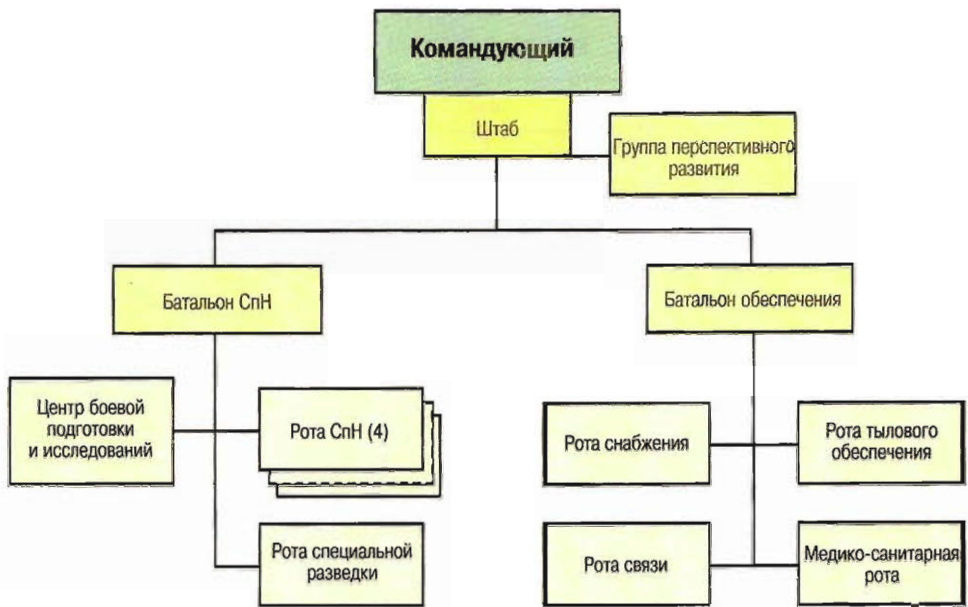 Командующий
Штаб
Группа перспективного
развития
Батальон СпН
Батальон обеспечения
Центр боевой
подготовки
и исследований
Рота СпН (4)
Рота снабжения
Рота тылового
обеспечения
Рота специальной
разведки
Рота связи
Медико-санитарная
рота